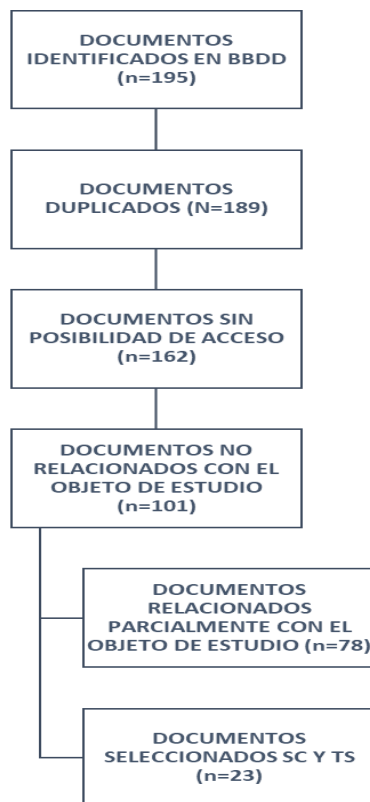 DOCUMENTOS
IDENTIFICADOS EN BBDD
(n=195)
DOCUMENTOS
DUPLICADOS (N=189)
DOCUMENTOS SIN
POSIBILIDAD DE ACCESO
(n=162)
DOCUMENTOS NO
RELACIONADOS CON EL
OBJETO DE ESTUDIO
(n=101)
DOCUMENTOS
RELACIONADOS
PARCIALMENTE CON EL
OBJETO DE ESTUDIO (n=78)
DOCUMENTOS
SELECCIONADOS SC Y TS
(n=23)